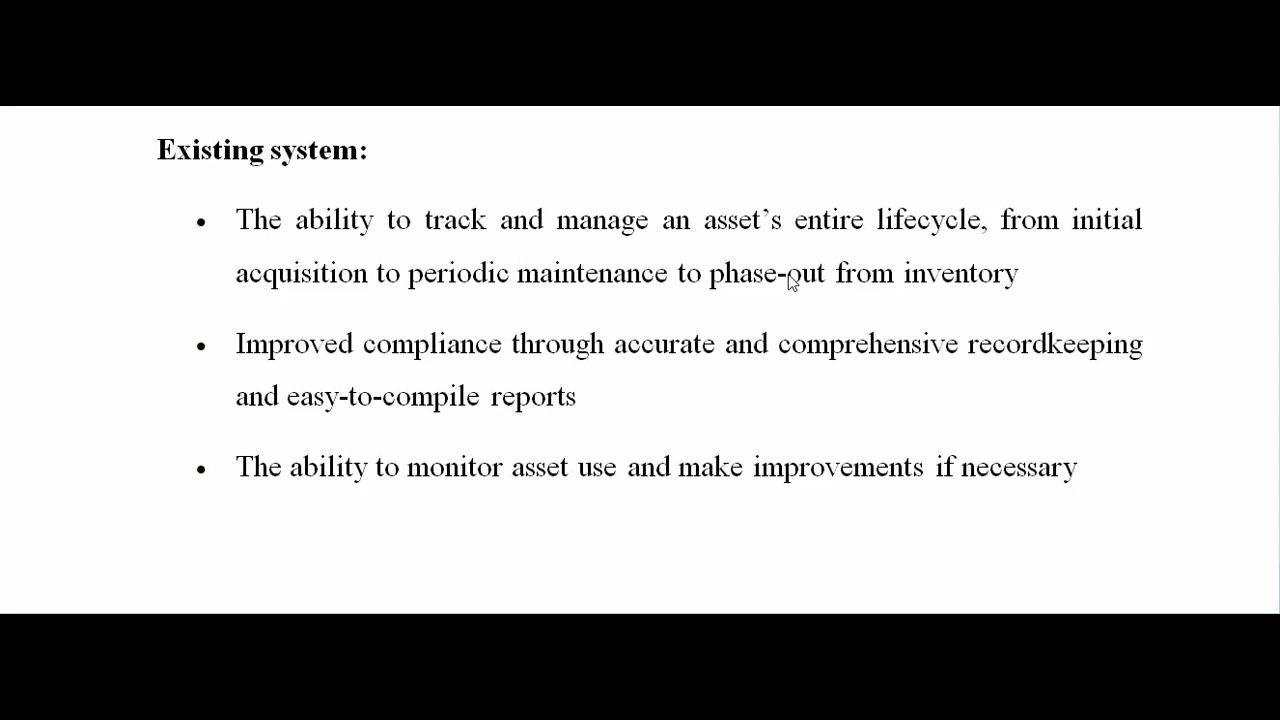 Existing system:
• The ability to track and manage an asset’s entire lifecycle, from initial
acquisition to periodic maintenance to phase-out from inventory
• Improved compliance through accurate and comprehensive recordkeeping
and easy-to-compile reports
• The ability to monitor asset use and make improvements if necessary